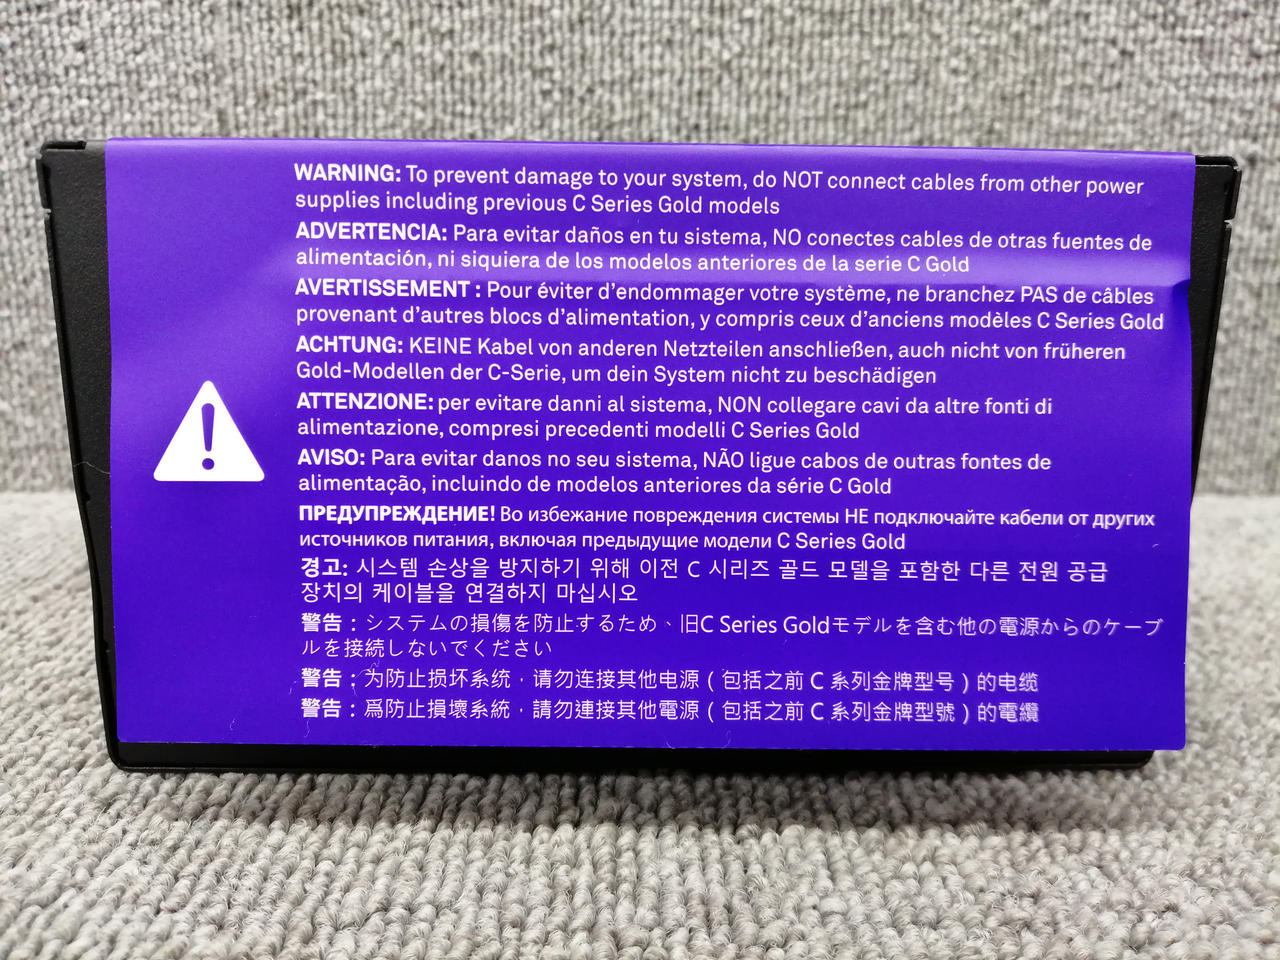 WARNING: To prevent damage to your system, do NOT connect cables from other power
supplies including previous C Series Gold models
ADVERTENCIA: Para evitar daños en tu sistema, NO conectes cables de otras fuentes de
alimentación, ni siquiera de los modelos anteriores de la serie C Gold
AVERTISSEMENT : Pour éviter d'endommager votre système, ne branchez PAS de câbles
provenant d'autres blocs d'alimentation, y compris ceux d'anciens modèles C Series Gold
ACHTUNG: KEINE Kabel von anderen Netzteilen anschließen, auch nicht von früheren
Gold-Modellen der C-Serie, um dein System nicht zu beschädigen
ATTENZIONE: per evitare danni al sistema, NON collegare cavi da altre fonti di
alimentazione, compresi precedenti modelli C Series Gold
AVISO: Para evitar danos no seu sistema, NÃO ligue cabos de outras fontes de
alimentação, incluindo de modelos anteriores da série C Gold
ПРЕДУПРЕЖДЕНИЕ! Во избежание повреждения системы НЕ подключайте кабели от других
источников питания, включая предыдущие модели C Series Gold
경고: 시스템 손상을 방지하기 위해 이전 C 시리즈 골드 모델을 포함한 다른 전원 공급
장치의 케이블을 연결하지 마십시오
警告：システムの損傷を防止するため、旧C Series Goldモデルを含む他の電源からのケーブ
ルを接続しないでください
警告：为防止损坏系统，请勿连接其他电源（包括之前 C 系列金牌型号）的电缆
警告：爲防止損壞系統，請勿連接其他電源（包括之前 C 系列金牌型號）的電纜